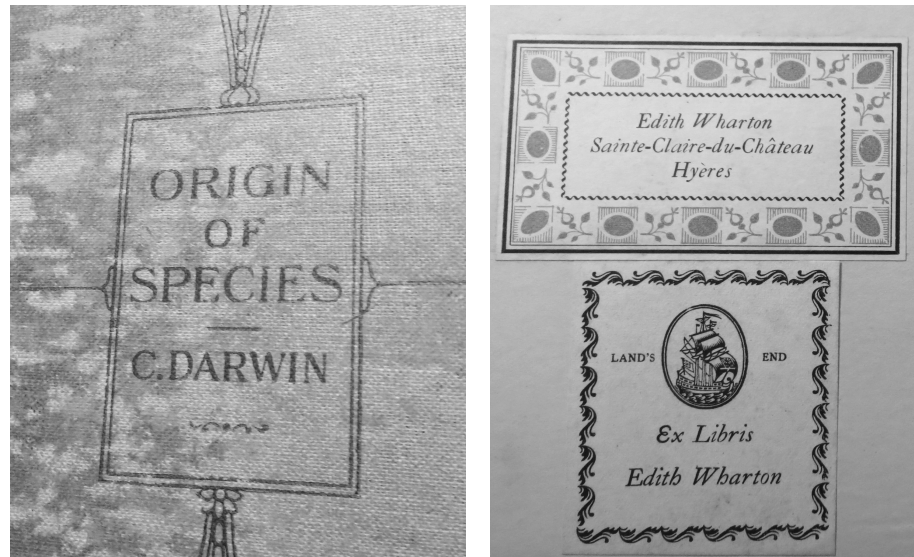 ORIGIN
OF
SPECIES
C. DARWIN
Edith Wharton
Sainte-Claire-du-Château
Hyères
LAND'S END
Ex Libris
Edith Wharton